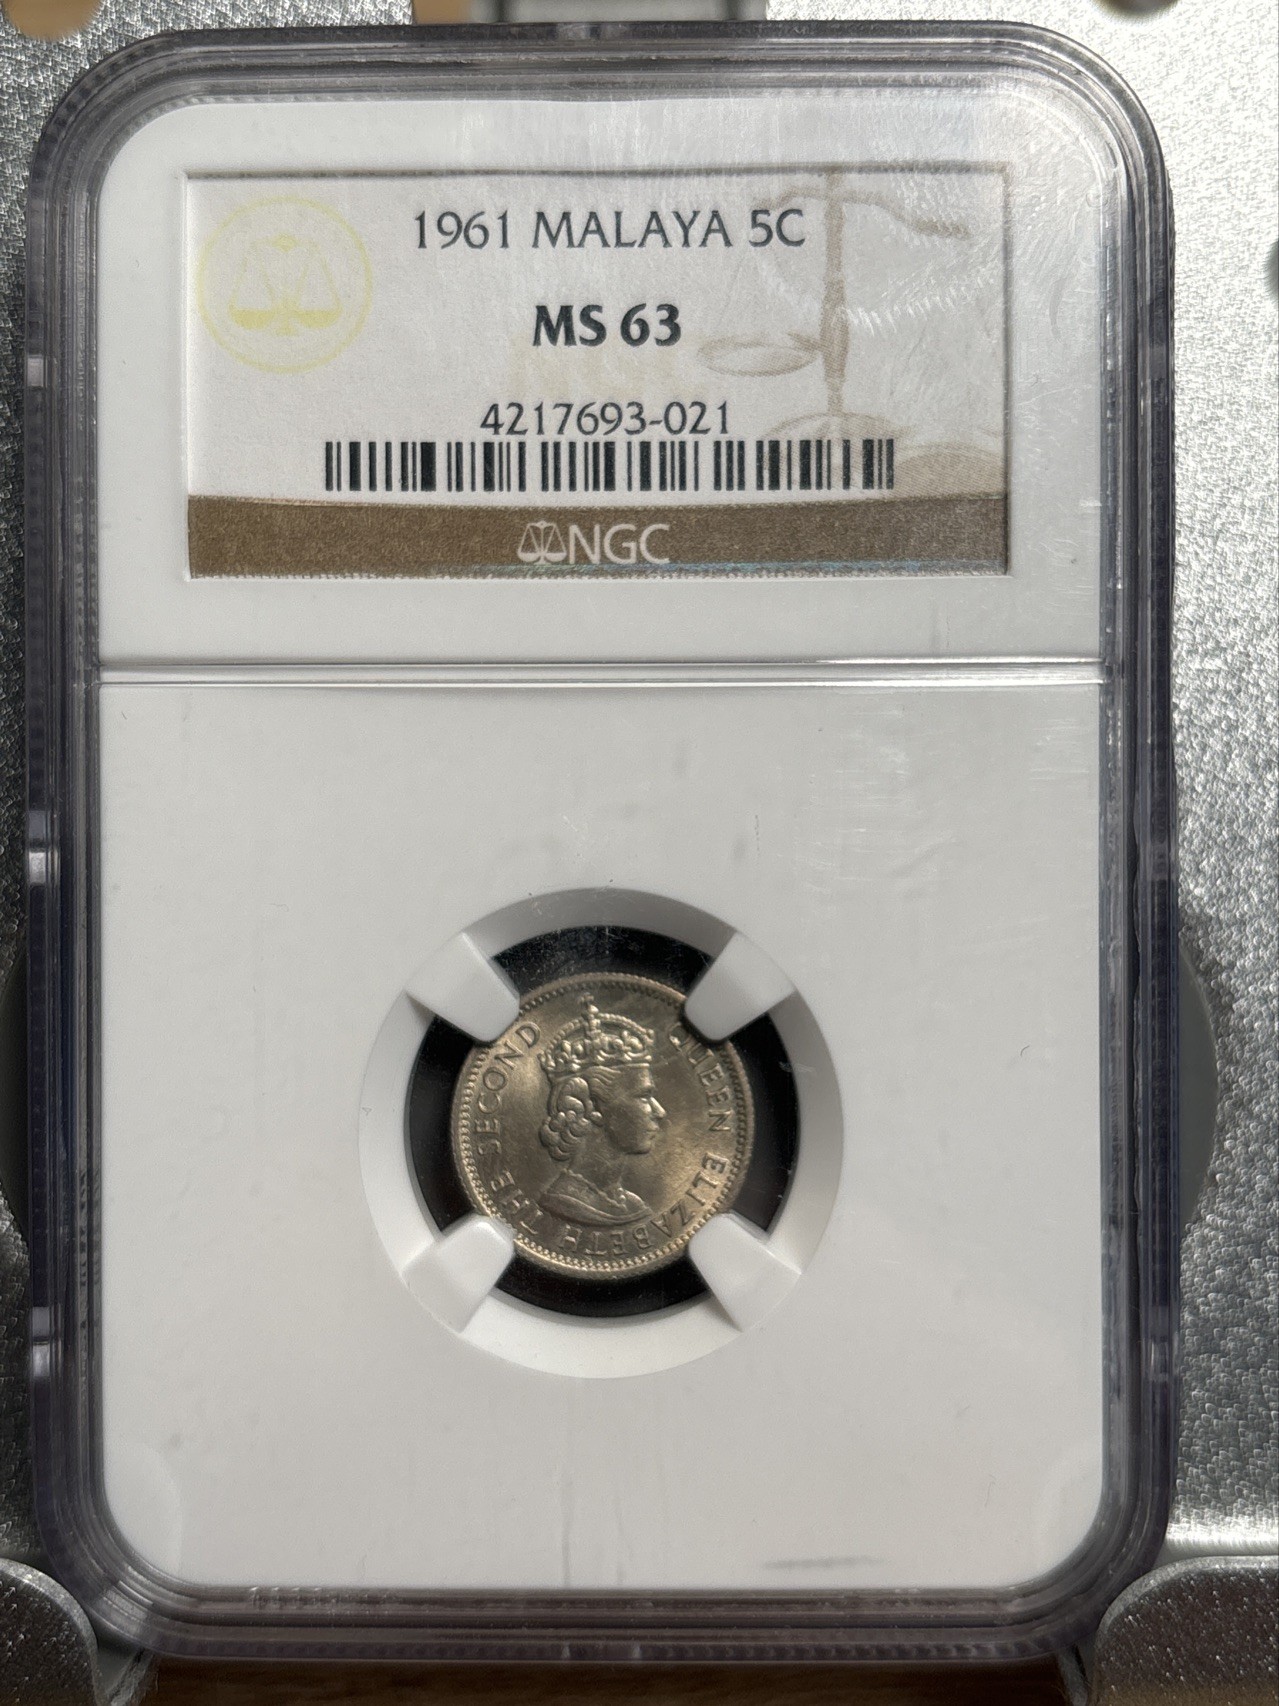 1961 MALAYA 5C
MS 63
4217693-021
NGC
QUEEN ELIZABETH THE SECOND